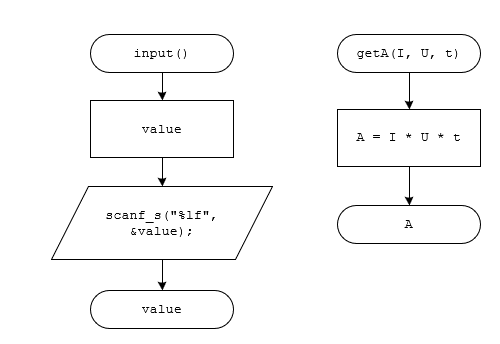 input()
value
scanf_s("%lf",
&value);
value
getA(I, U, t)
A = I * U * t
A